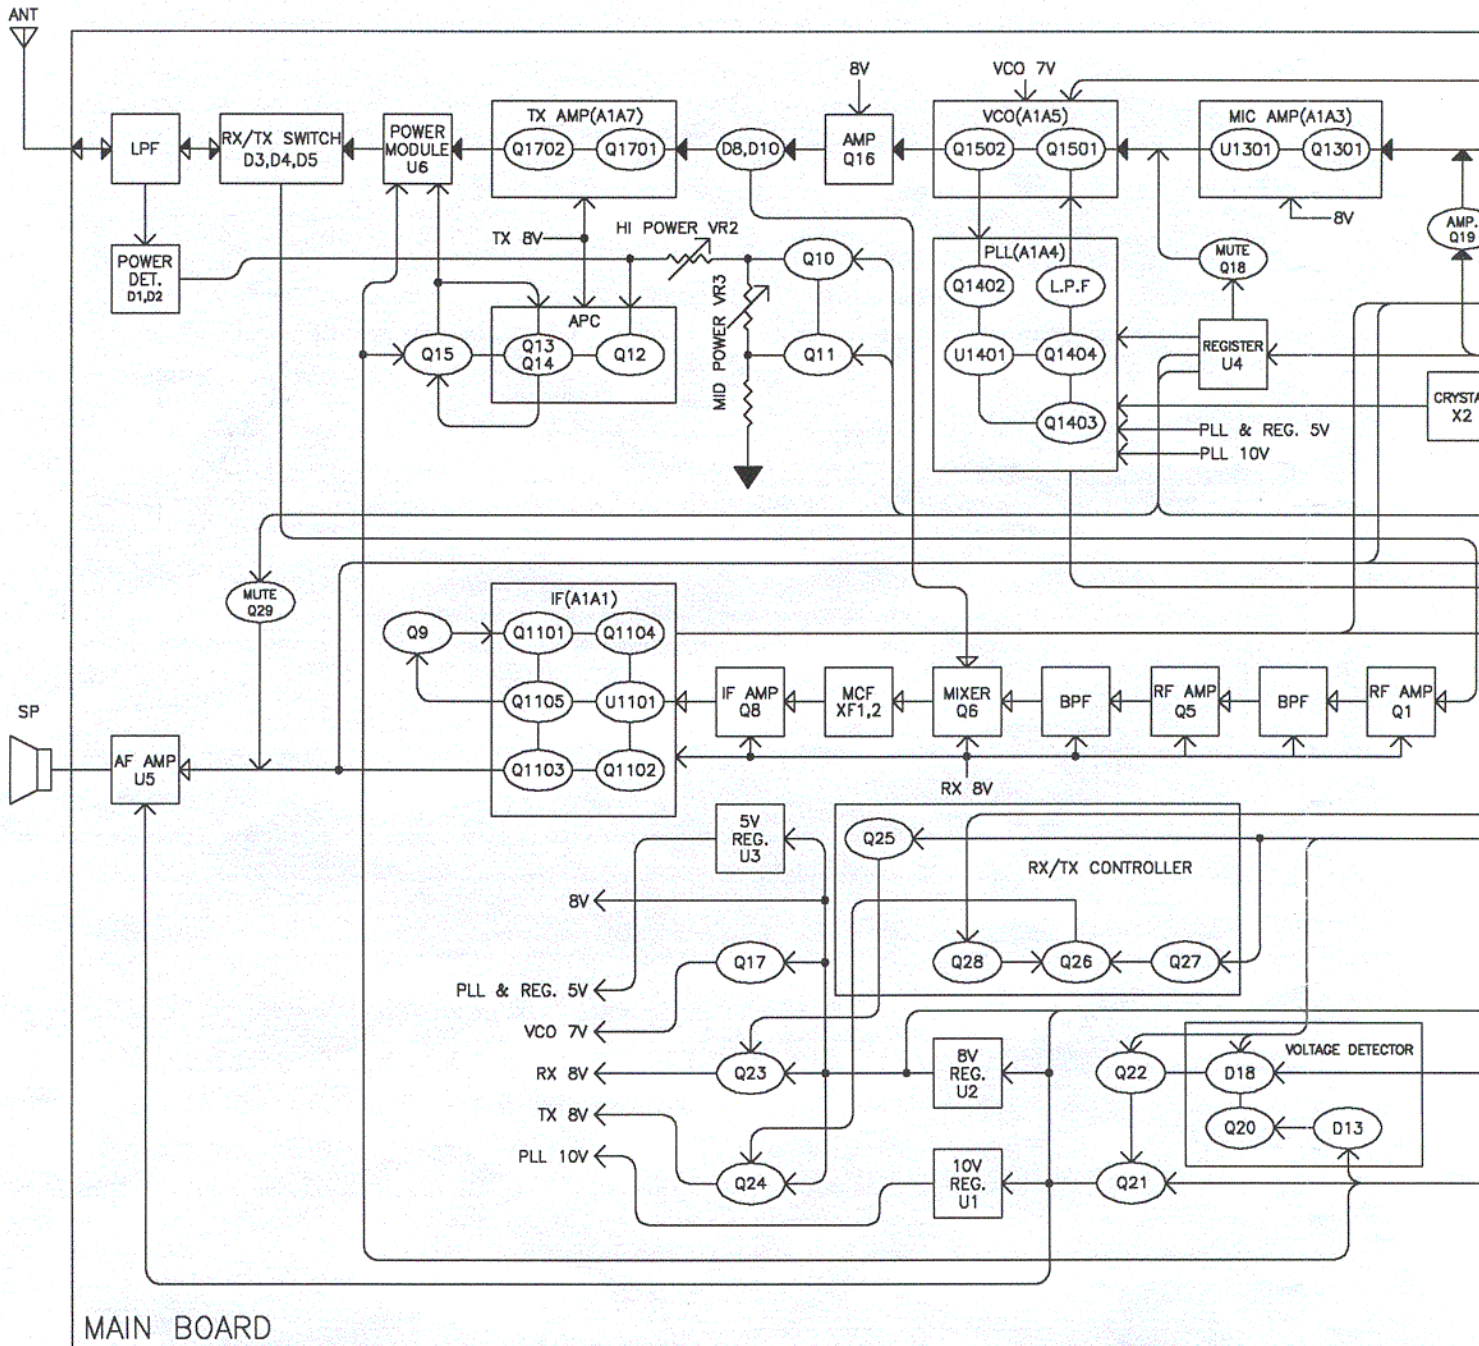 ANT
8V
VCO 7V
LPF
RX/TX SWITCH
D3,D4,D5
POWER
MODULE
U6
TX AMP(A1A7)
Q1702
Q1701
D8,D10
AMP
Q16
VCO(A1A5)
Q1502
Q1501
MIC AMP(A1A3)
U1301
Q1301
8V
AMP.
Q19
POWER
DET.
D1,D2
TX 8V
HI POWER VR2
MID POWER VR3
Q10
Q11
APC
Q15
Q13
Q14
Q12
PLL(A1A4)
Q1402
L.P.F
U1401
Q1404
Q1403
MUTE
Q18
REGISTER
U4
CRYSTA
X2
PLL & REG. 5V
PLL 10V
MUTE
Q29
IF(A1A1)
Q9
Q1101
Q1104
Q1105
U1101
Q1103
Q1102
IF AMP
Q8
MCF
XF1,2
MIXER
Q6
BPF
RF AMP
Q5
BPF
RF AMP
Q1
RX 8V
SP
AF AMP
U5
5V
REG.
U3
Q25
RX/TX CONTROLLER
Q28
Q26
Q27
8V
Q17
PLL & REG. 5V
VCO 7V
RX 8V
Q23
TX 8V
PLL 10V
Q24
8V
REG.
U2
10V
REG.
U1
Q22
Q21
VOLTAGE DETECTOR
D18
Q20
D13
MAIN BOARD